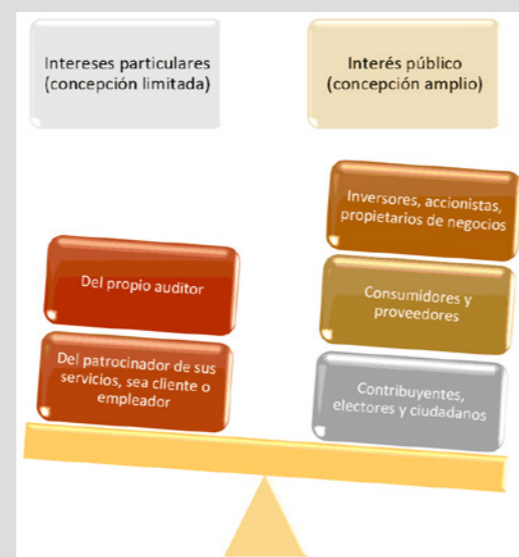 Intereses particulares
(concepción limitada)
Interés público
(concepción amplio)
Del propio auditor
Del patrocinador de sus
servicios, sea cliente o
empleador
Inversores, accionistas,
propietarios de negocios
Consumidores y
proveedores
Contribuyentes,
electores y ciudadanos